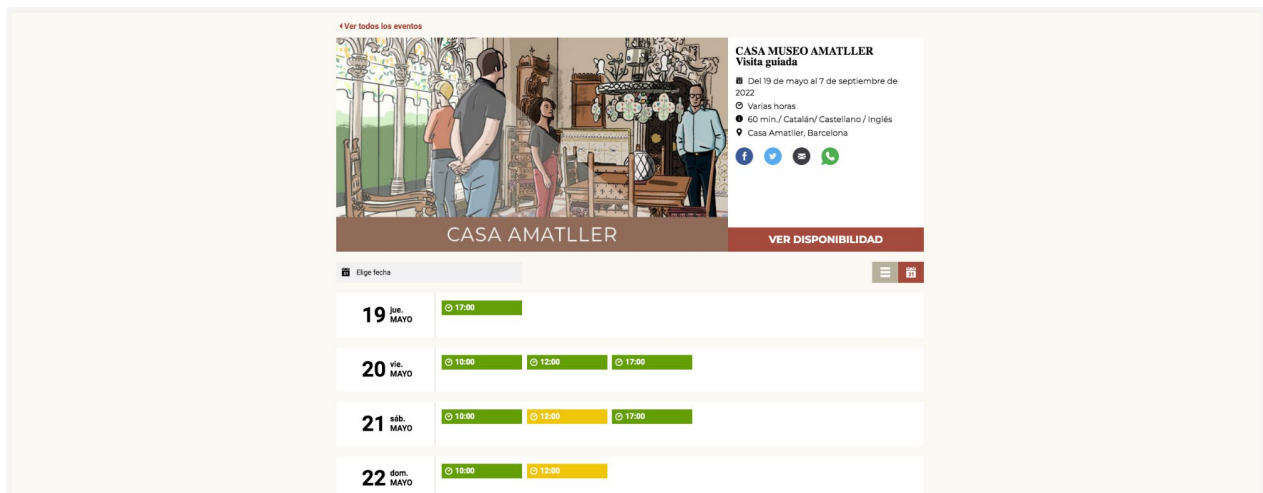 Ver todos los eventos
CASA AMATLLER
CASA MUSEO AMATLLER
Visita guiada
Del 19 de mayo al 7 de septiembre de
2022
Varias horas
60 min./ Catalán/ Castellano / Inglés
Casa Amatller, Barcelona
VER DISPONIBILIDAD
Elige fecha
19 jue. MAYO
17:00
20 vie. MAYO
10:00 12:00 17:00
21 sáb. MAYO
10:00 12:00 17:00
22 dom. MAYO
10:00 12:00